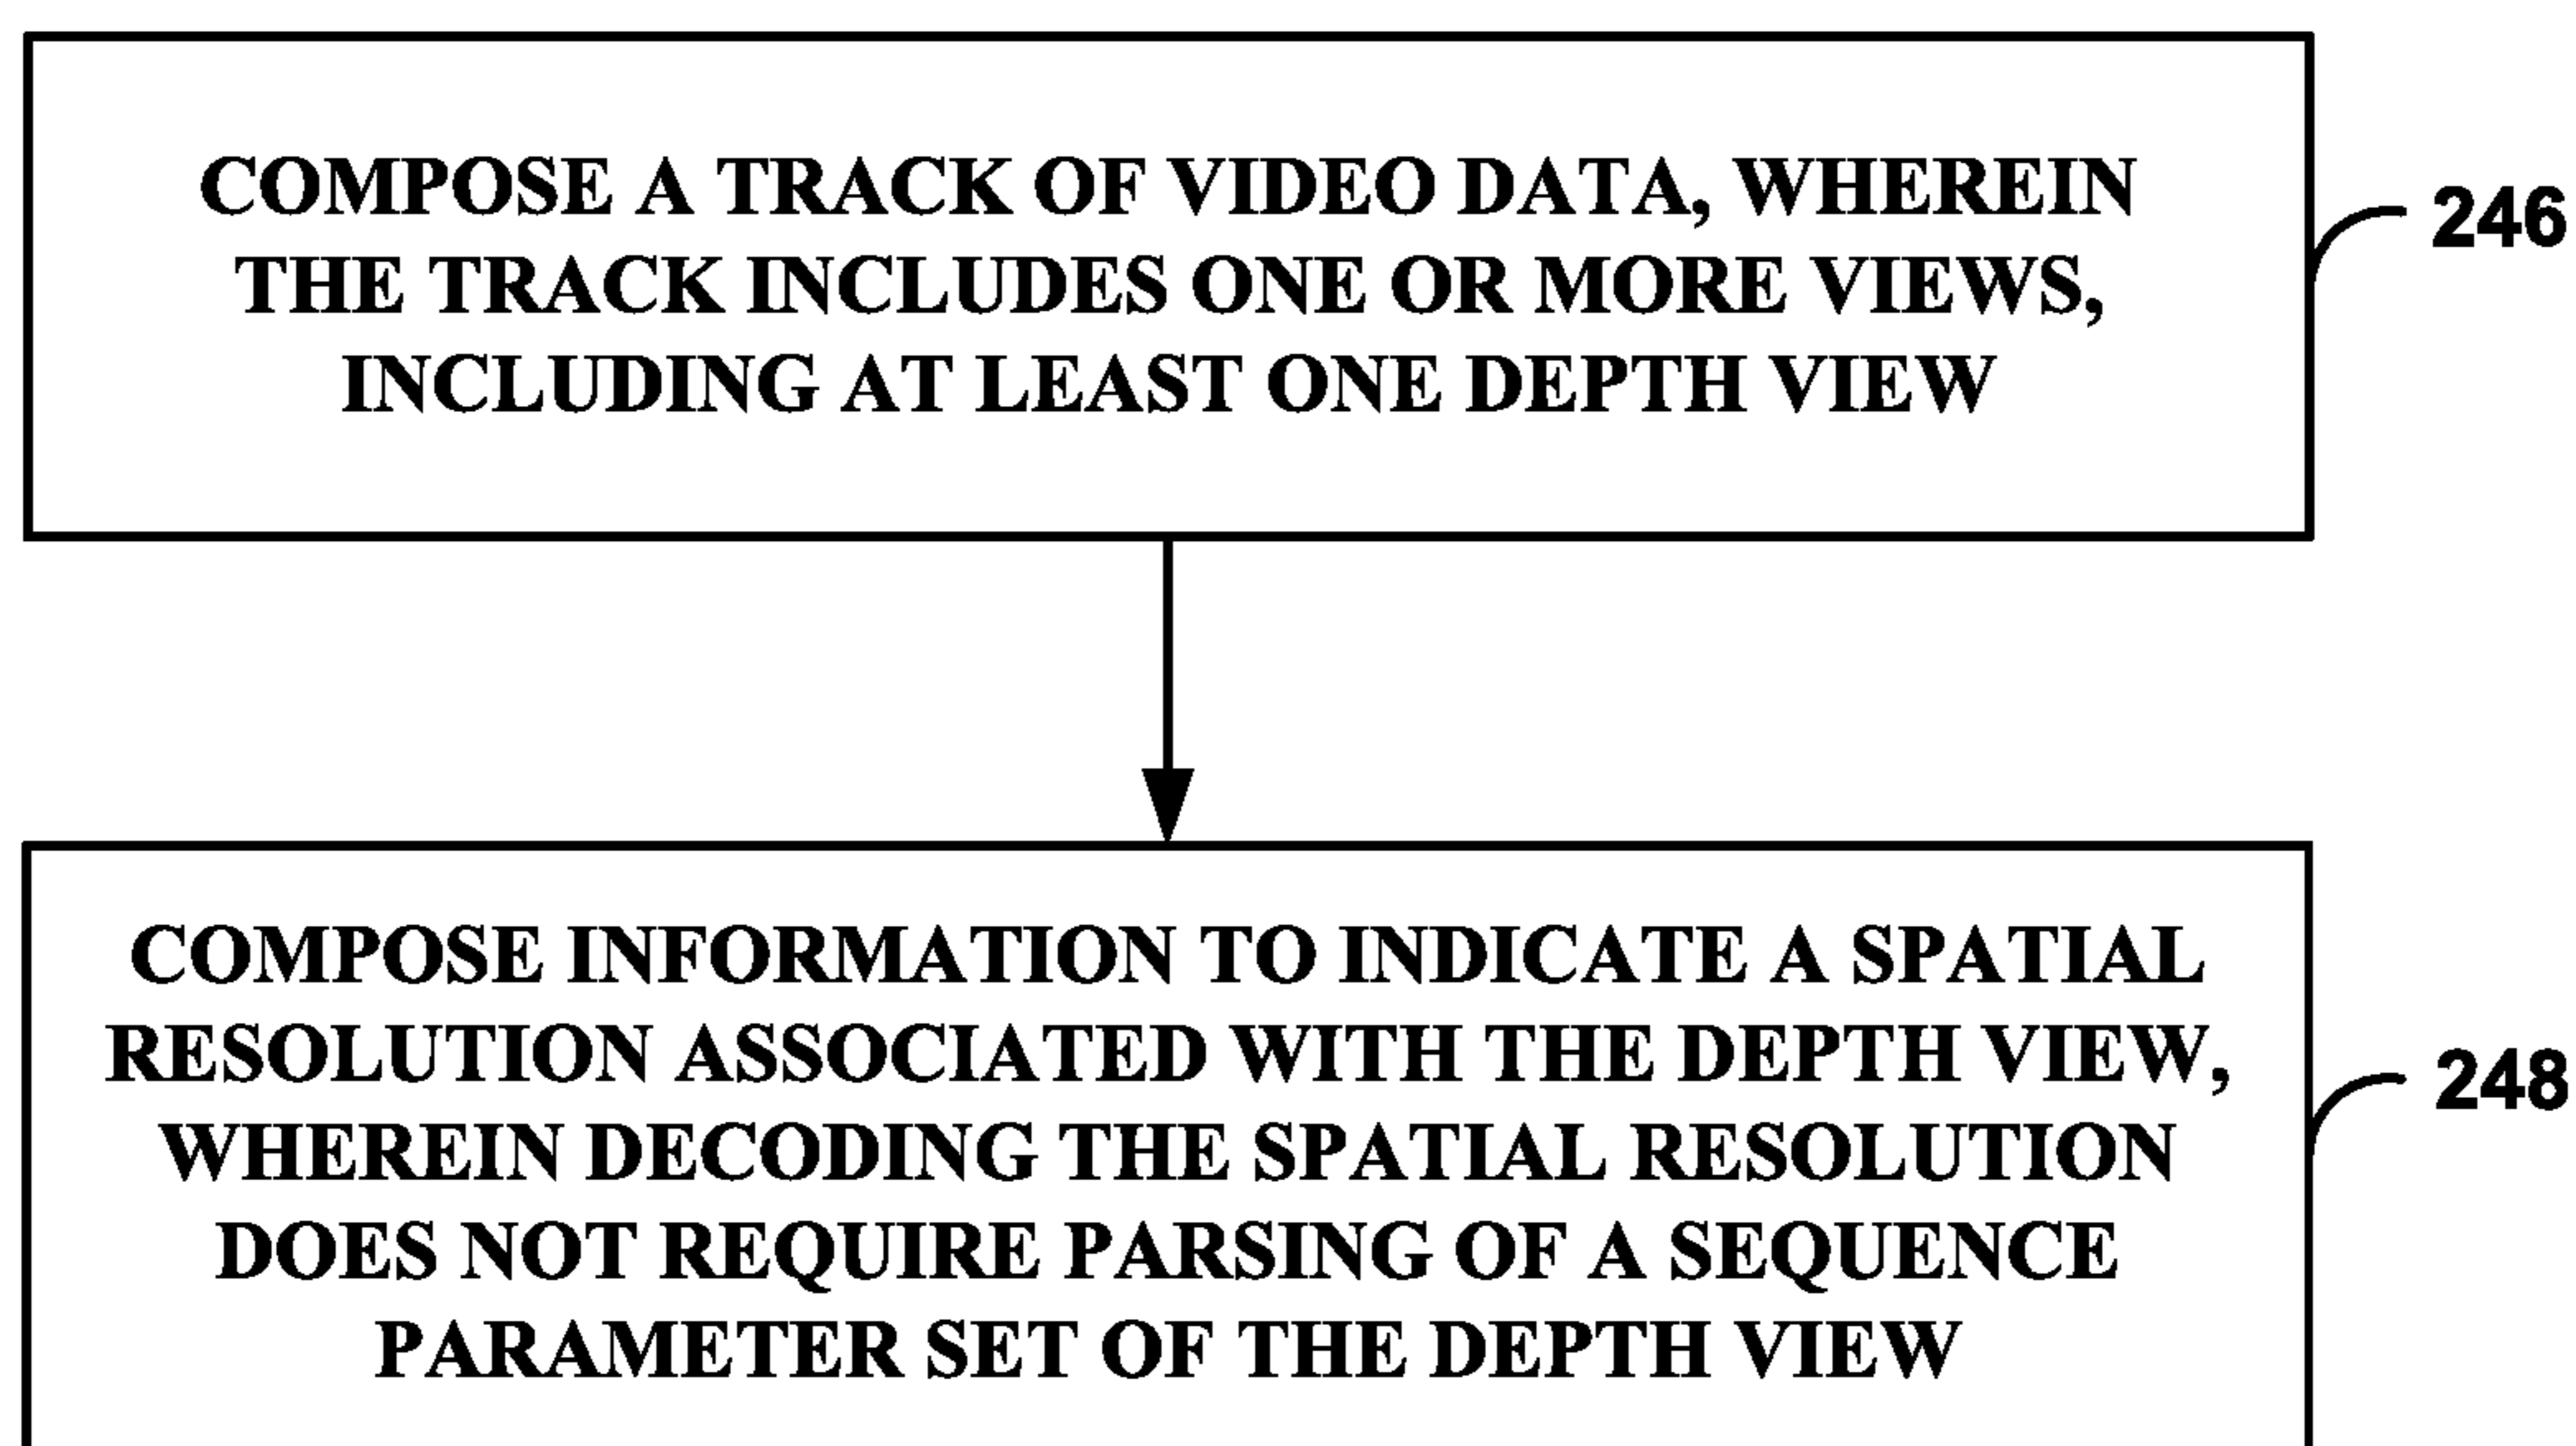 COMPOSE A TRACK OF VIDEO DATA, WHEREIN
THE TRACK INCLUDES ONE OR MORE VIEWS,
INCLUDING AT LEAST ONE DEPTH VIEW
246
COMPOSE INFORMATION TO INDICATE A SPATIAL
RESOLUTION ASSOCIATED WITH THE DEPTH VIEW,
WHEREIN DECODING THE SPATIAL RESOLUTION
DOES NOT REQUIRE PARSING OF A SEQUENCE
PARAMETER SET OF THE DEPTH VIEW
248